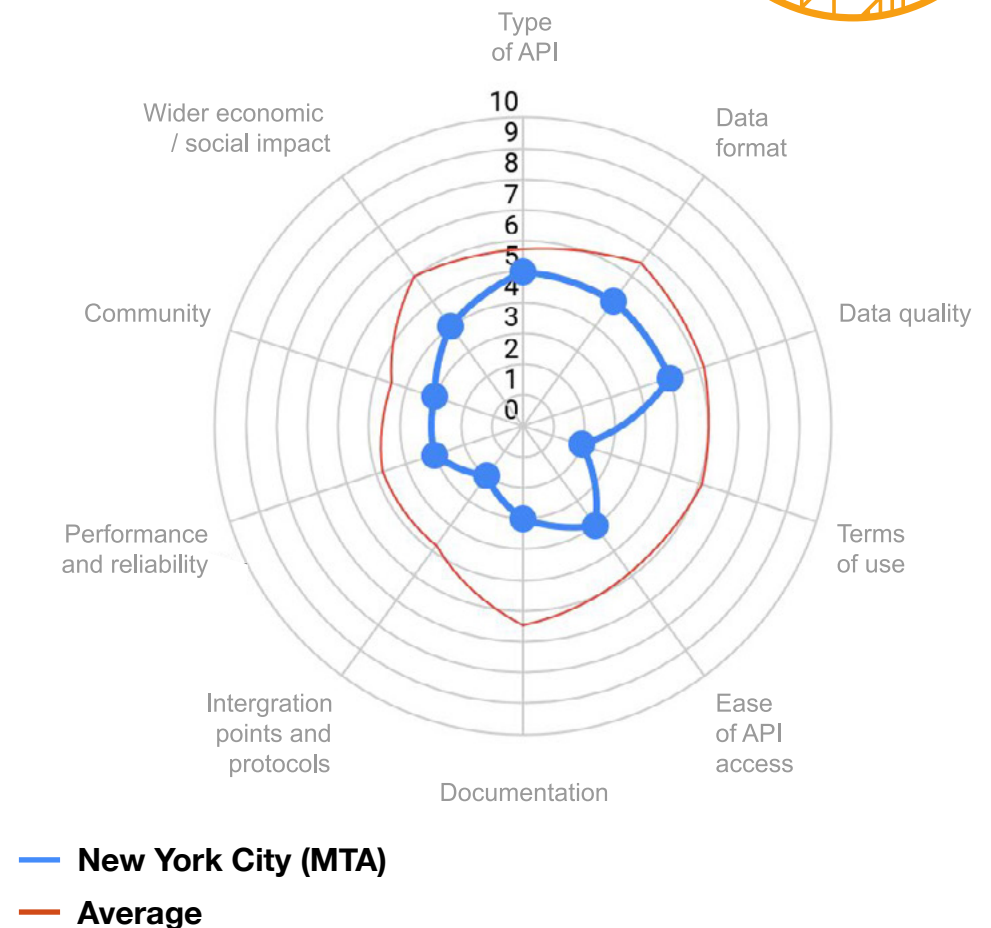 Type
of API
Wider economic
/ social impact
Data
format
10
9
8
7
6
5
4
3
2
1
0
Community
Data quality
Performance
and reliability
Terms
of use
Intergration
points and
protocols
Ease
of API
access
Documentation
New York City (MTA)
Average